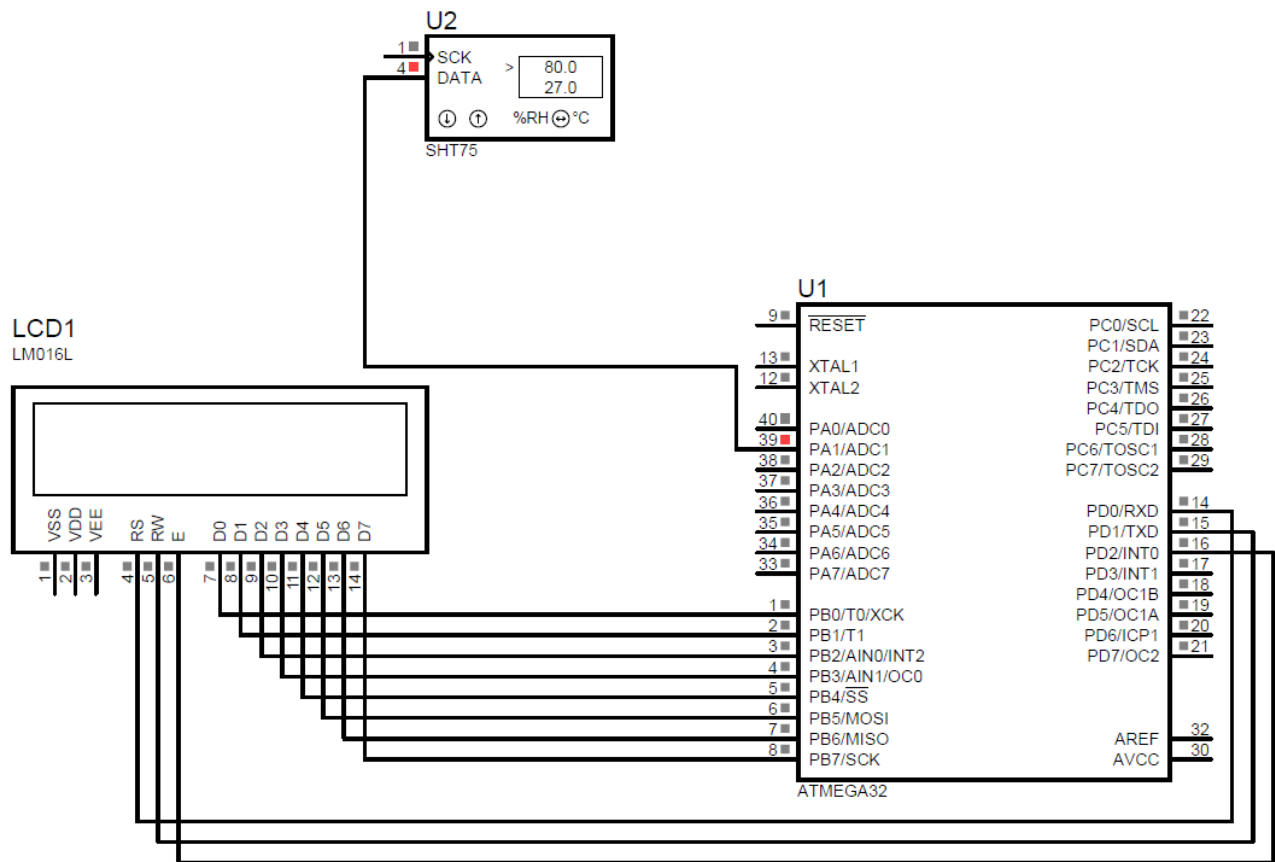 U2
1 SCK
4 DATA
> 80.0
27.0
%RH °C
SHT75
U1
LCD1
LM016L
9 RESET
13 XTAL1
12 XTAL2
40 PA0/ADC0
39 PA1/ADC1
38 PA2/ADC2
37 PA3/ADC3
36 PA4/ADC4
35 PA5/ADC5
34 PA6/ADC6
33 PA7/ADC7
1 PB0/T0/XCK
2 PB1/T1
3 PB2/AIN0/INT2
4 PB3/AIN1/OC0
5 PB4/SS
6 PB5/MOSI
7 PB6/MISO
8 PB7/SCK
PC0/SCL 22
PC1/SDA 23
PC2/TCK 24
PC3/TMS 25
PC4/TDO 26
PC5/TDI 27
PC6/TOSC1 28
PC7/TOSC2 29
PD0/RXD 14
PD1/TXD 15
PD2/INT0 16
PD3/INT1 17
PD4/OC1B 18
PD5/OC1A 19
PD6/ICP1 20
PD7/OC2 21
AREF 32
AVCC 30
ATMEGA32
VSS VDD VEE RS RW E D0 D1 D2 D3 D4 D5 D6 D7
1 2 3 4 5 6 7 8 9 10 11 12 13 14